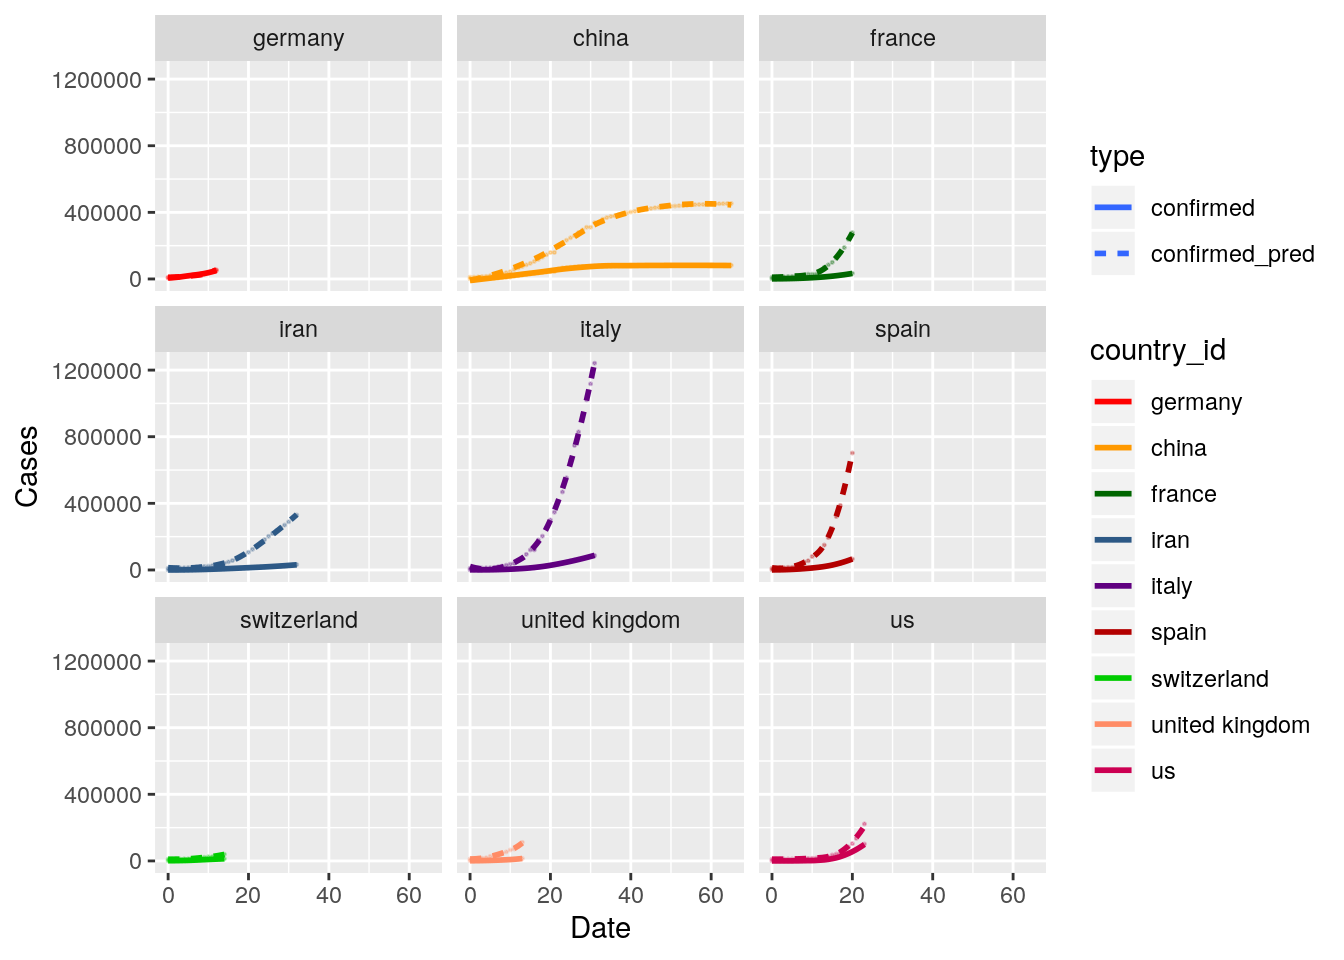 germany
china
france
1200000
800000
400000
0
iran
italy
spain
1200000
800000
400000
0
switzerland
united kingdom
us
1200000
800000
400000
0
0 20 40 60
0 20 40 60
0 20 40 60
Date
Cases
type
confirmed
confirmed_pred
country_id
germany
china
france
iran
italy
spain
switzerland
united kingdom
us